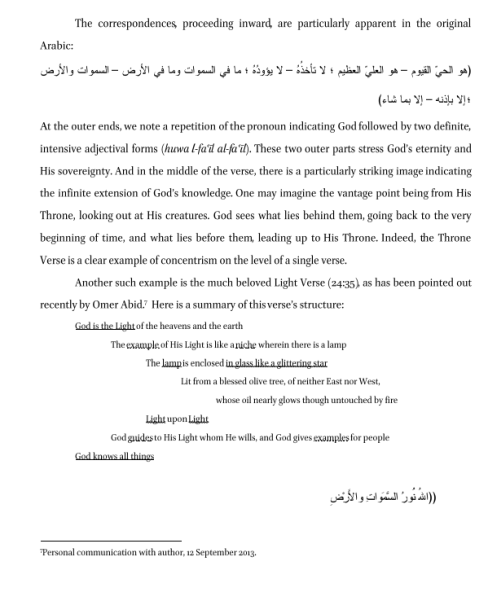 The correspondences, proceeding inward, are particularly apparent in the original
Arabic:
(هو الحيّ القيوم – هو العليّ العظيم ؛ لا تأخذُهُ – لا يؤودُهُ ؛ ما في السموات وما في الأرض – السموات والأرض
؛ إلا بإذنه – إلا بما شاء)
At the outer ends, we note a repetition of the pronoun indicating God followed by two definite,
intensive adjectival forms (huwa l-fa'il al-fa'il). These two outer parts stress God's eternity and
His sovereignty. And in the middle of the verse, there is a particularly striking image indicating
the infinite extension of God's knowledge. One may imagine the vantage point being from His
Throne, looking out at His creatures. God sees what lies behind them, going back to the very
beginning of time, and what lies before them, leading up to His Throne. Indeed, the Throne
Verse is a clear example of concentrism on the level of a single verse.
Another such example is the much beloved Light Verse (24:35), as has been pointed out
recently by Omer Abid.⁷ Here is a summary of this verse's structure:
God is the Light of the heavens and the earth
The example of His Light is like a niche wherein there is a lamp
The lamp is enclosed in glass like a glittering star
Lit from a blessed olive tree, of neither East nor West,
whose oil nearly glows though untouched by fire
Light upon Light
God guides to His Light whom He wills, and God gives examples for people
God knows all things
((اللهُ نُورُ السَّمَوَاتِ والأَرْضِ
⁷Personal communication with author, 12 September 2013.